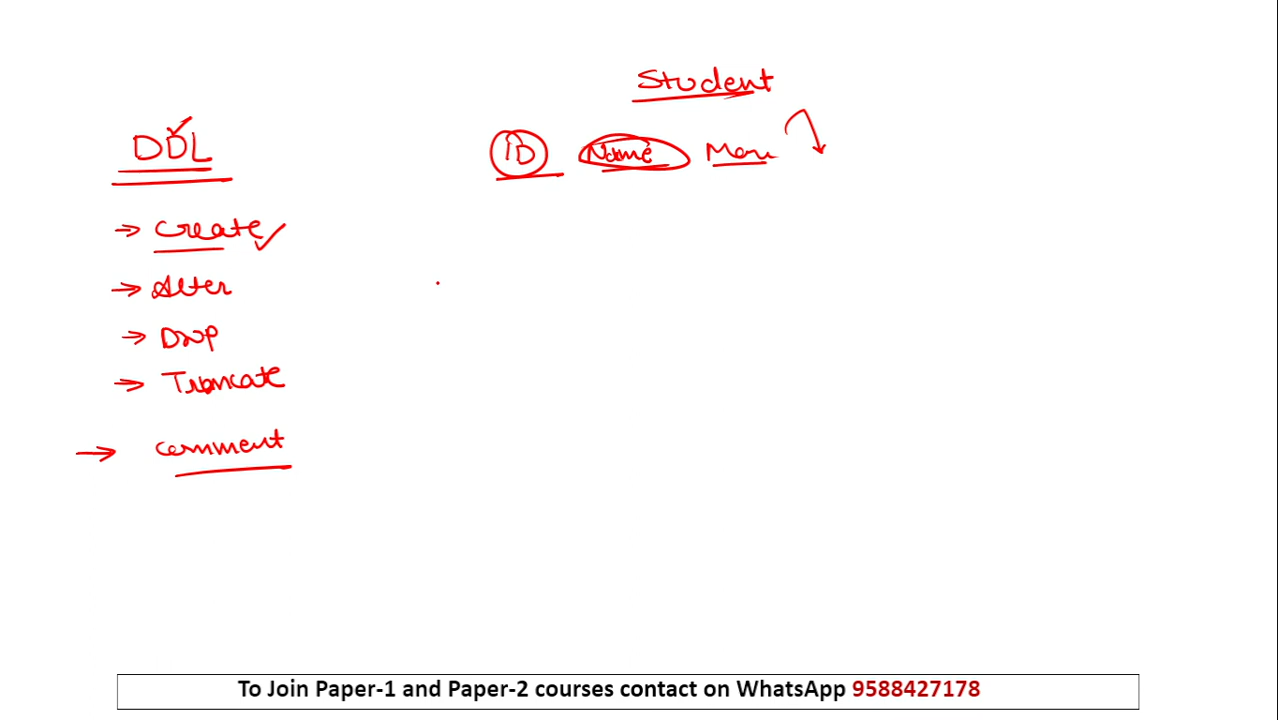 Student
DDL
ID Name
→ Create
→ Alter
→ Drop
→ Truncate
→ comment
To Join Paper-1 and Paper-2 courses contact on WhatsApp 9588427178